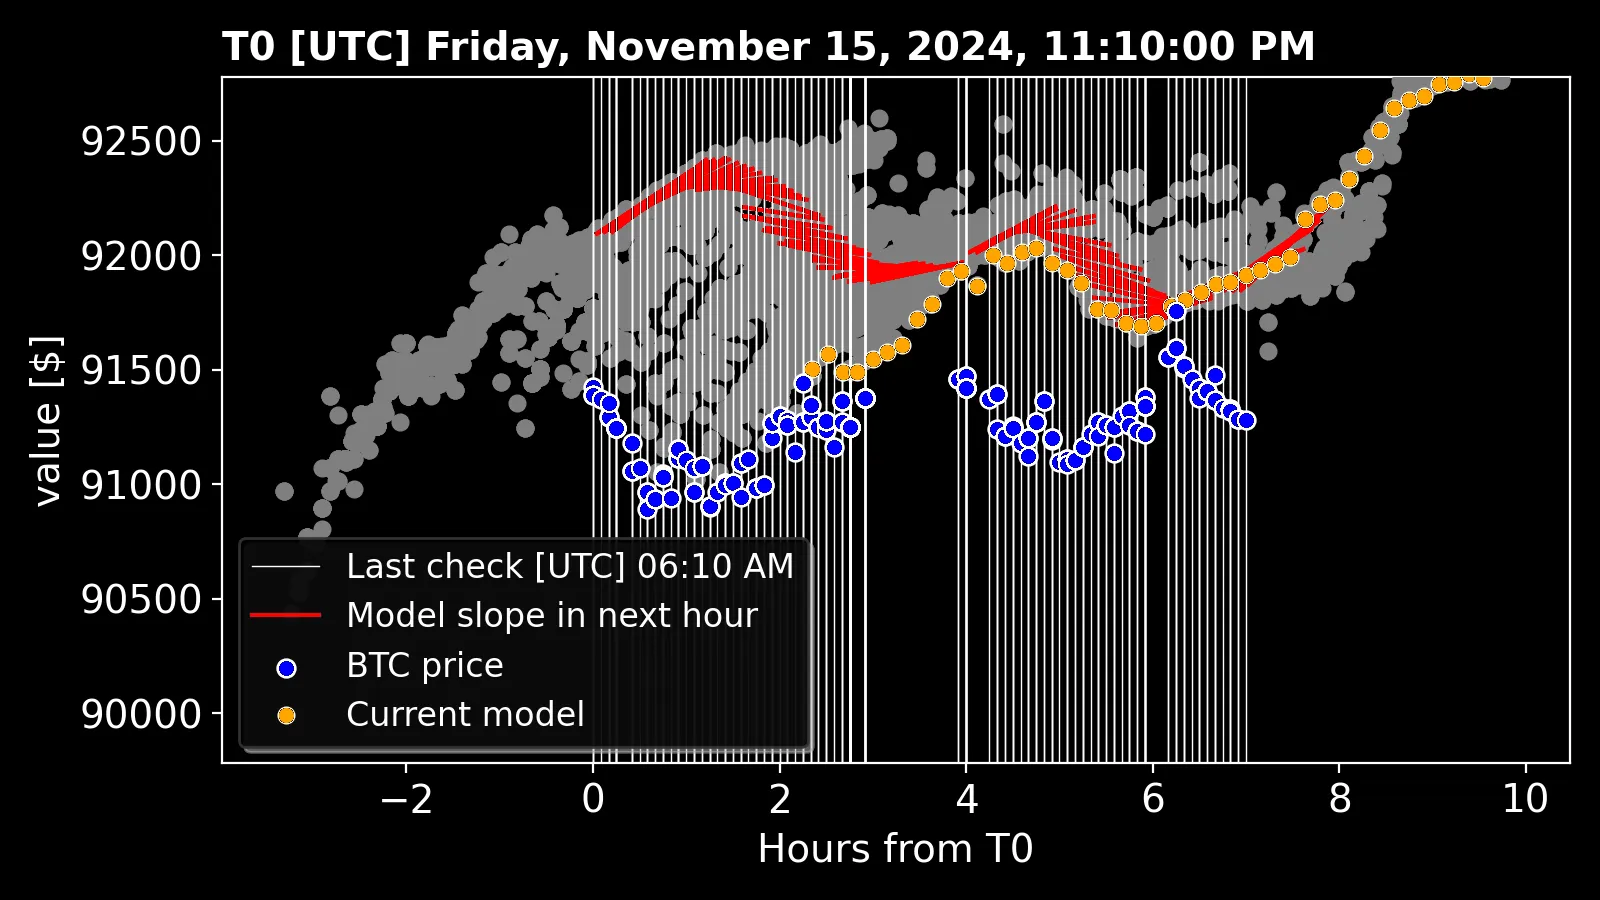 T0 [UTC] Friday, November 15, 2024, 11:10:00 PM
value [$]
92500
92000
91500
91000
90500
90000
Last check [UTC] 06:10 AM
Model slope in next hour
BTC price
Current model
−2 0 2 4 6 8 10
Hours from T0